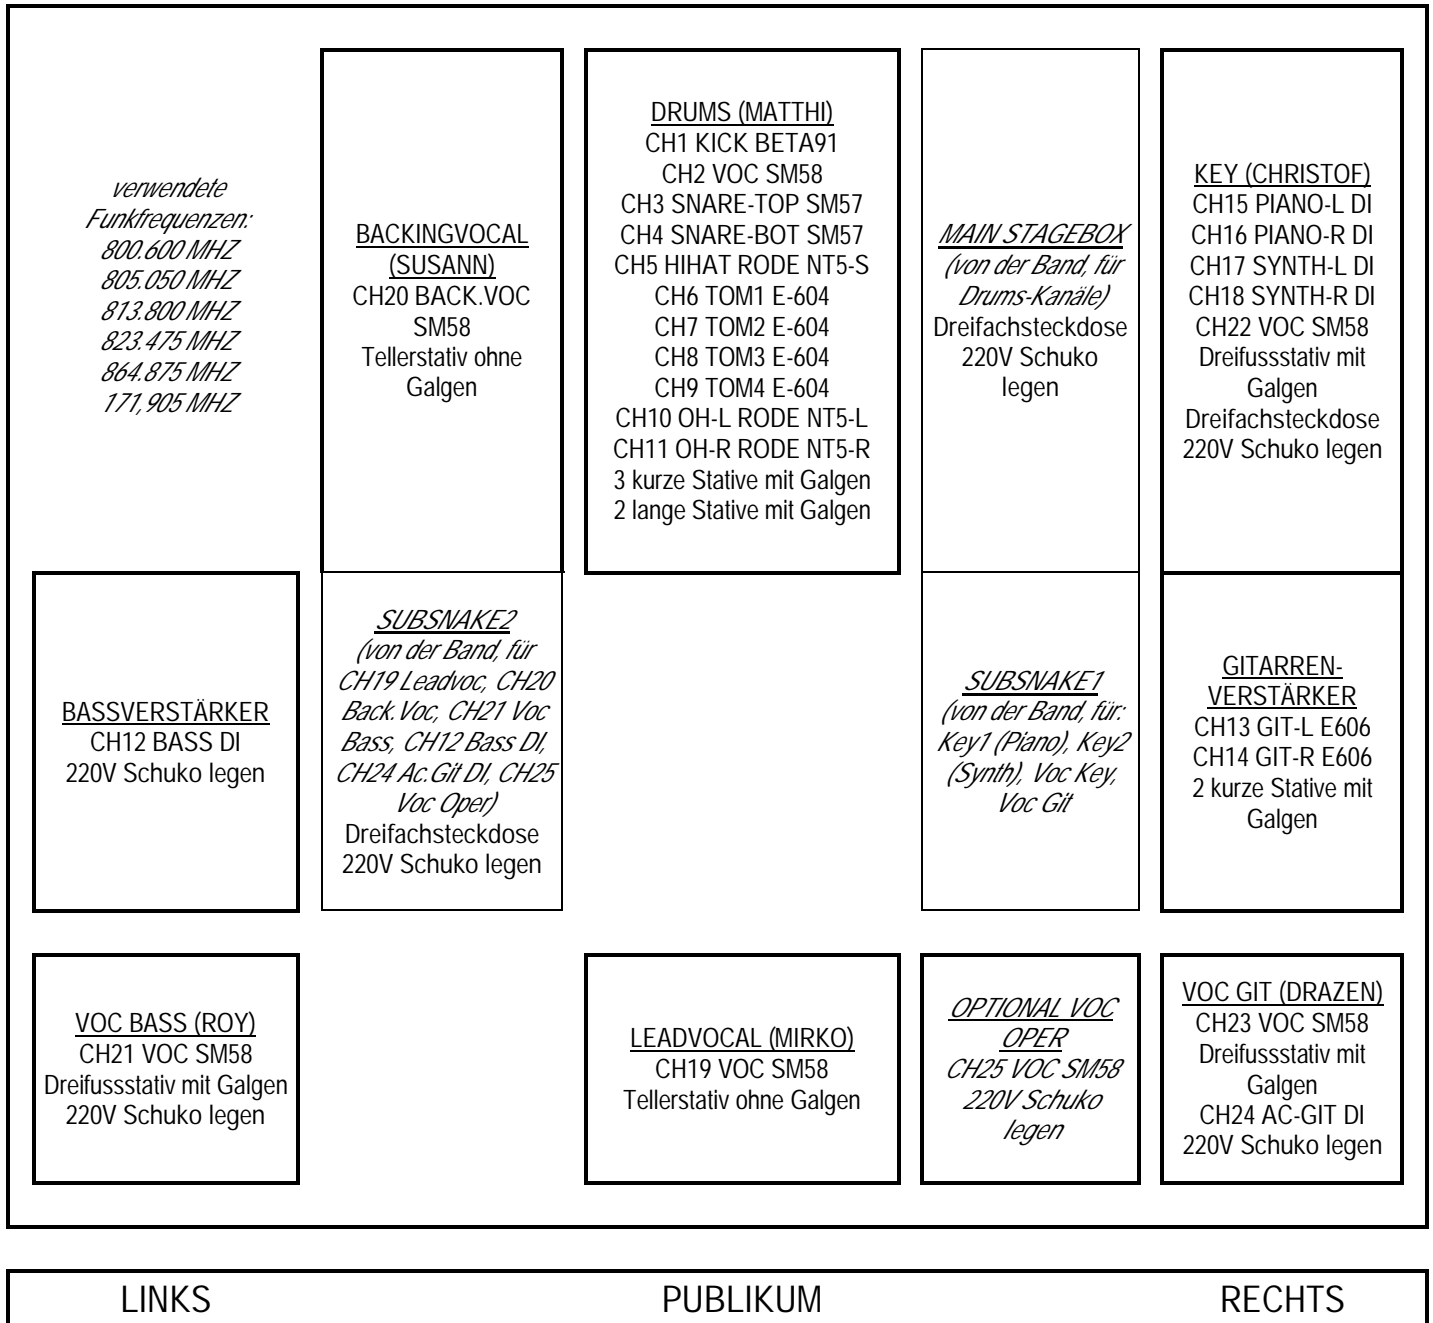 verwendete
Funkfrequenzen:
800.600 MHZ
805.050 MHZ
813.800 MHZ
823.475 MHZ
864.875 MHZ
171,905 MHZ
BACKINGVOCAL
(SUSANN)
CH20 BACK.VOC
SM58
Tellerstativ ohne
Galgen
DRUMS (MATTHI)
CH1 KICK BETA91
CH2 VOC SM58
CH3 SNARE-TOP SM57
CH4 SNARE-BOT SM57
CH5 HIHAT RODE NT5-S
CH6 TOM1 E-604
CH7 TOM2 E-604
CH8 TOM3 E-604
CH9 TOM4 E-604
CH10 OH-L RODE NT5-L
CH11 OH-R RODE NT5-R
3 kurze Stative mit Galgen
2 lange Stative mit Galgen
MAIN STAGEBOX
(von der Band, für
Drums-Kanäle)
Dreifachsteckdose
220V Schuko
legen
KEY (CHRISTOF)
CH15 PIANO-L DI
CH16 PIANO-R DI
CH17 SYNTH-L DI
CH18 SYNTH-R DI
CH22 VOC SM58
Dreifussstativ mit
Galgen
Dreifachsteckdose
220V Schuko legen
BASSVERSTÄRKER
CH12 BASS DI
220V Schuko legen
SUBSNAKE2
(von der Band, für
CH19 Leadvoc, CH20
Back.Voc, CH21 Voc
Bass, CH12 Bass DI,
CH24 Ac.Git DI, CH25
Voc Oper)
Dreifachsteckdose
220V Schuko legen
SUBSNAKE1
(von der Band, für:
Key1 (Piano), Key2
(Synth), Voc Key,
Voc Git
GITARREN-
VERSTÄRKER
CH13 GIT-L E606
CH14 GIT-R E606
2 kurze Stative mit
Galgen
VOC BASS (ROY)
CH21 VOC SM58
Dreifussstativ mit Galgen
220V Schuko legen
LEADVOCAL (MIRKO)
CH19 VOC SM58
Tellerstativ ohne Galgen
OPTIONAL VOC
OPER
CH25 VOC SM58
220V Schuko
legen
VOC GIT (DRAZEN)
CH23 VOC SM58
Dreifussstativ mit
Galgen
CH24 AC-GIT DI
220V Schuko legen
LINKS
PUBLIKUM
RECHTS